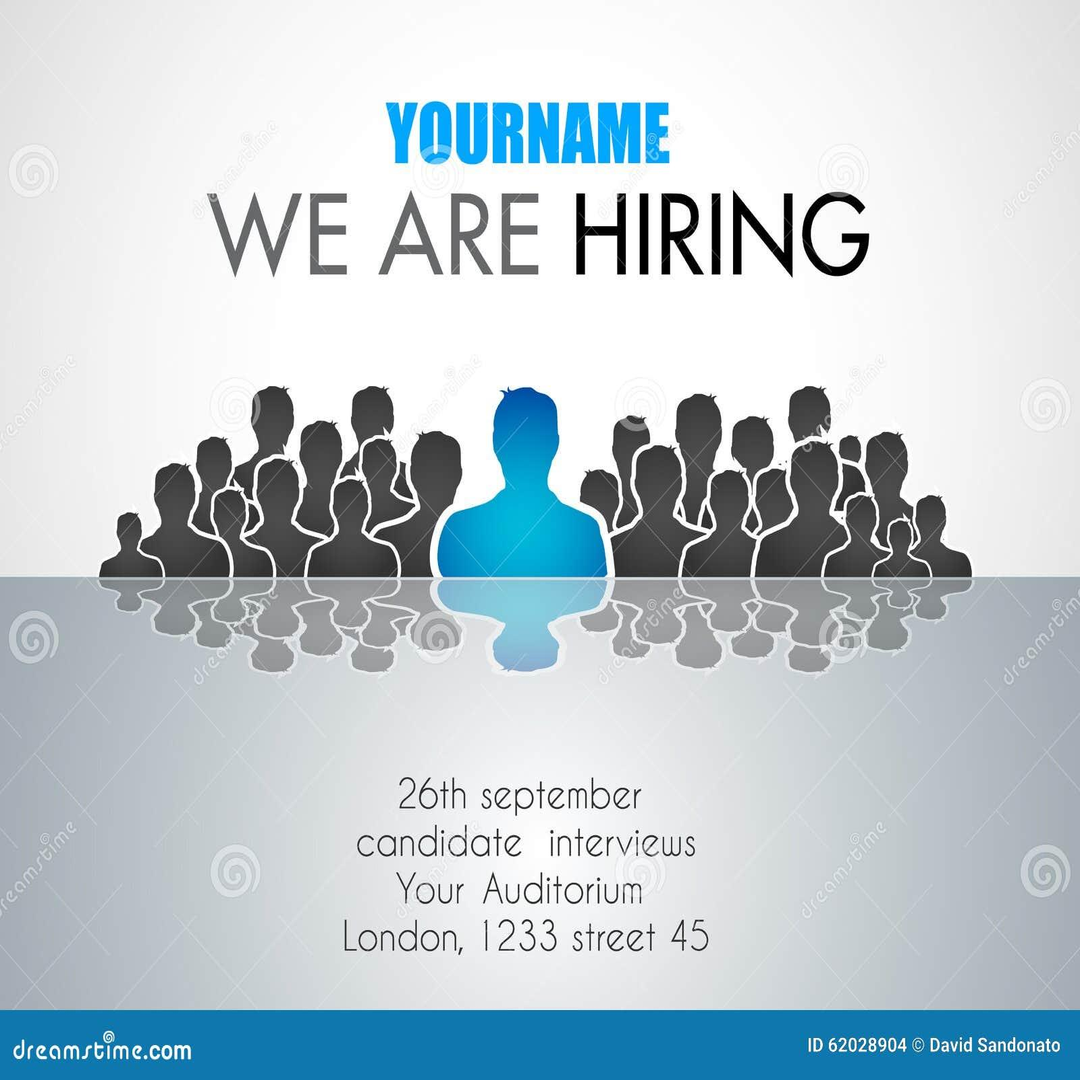 YOURNAME
WE ARE HIRING
26th september
candidate interviews
Your Auditorium
London, 1233 street 45
dreamstime.com
ID 62028904 © David Sandonato